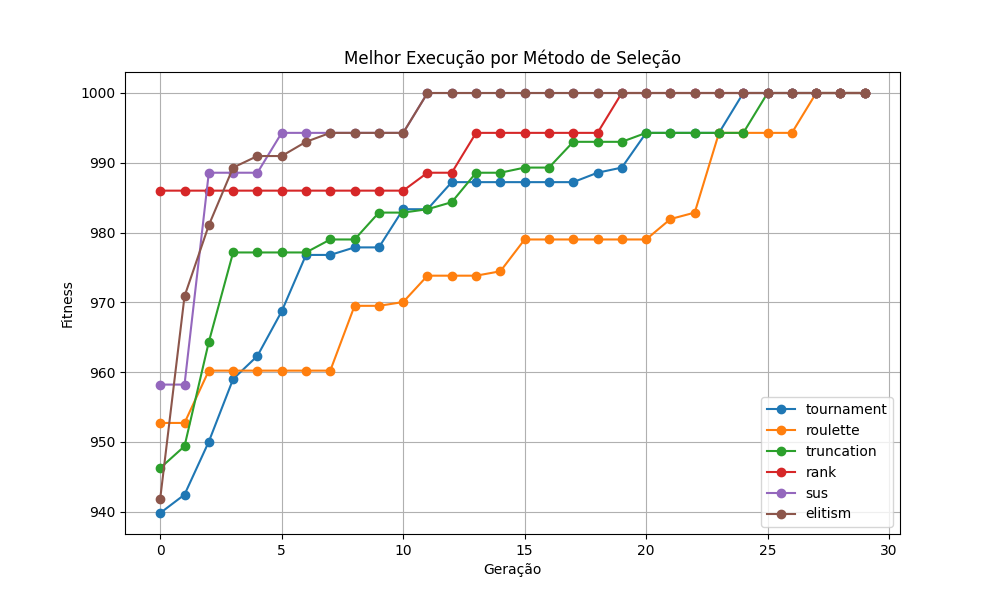 Melhor Execução por Método de Seleção
1000
990
980
970
960
950
940
Fitness
0 5 10 15 20 25 30
Geração
tournament
roulette
truncation
rank
sus
elitism